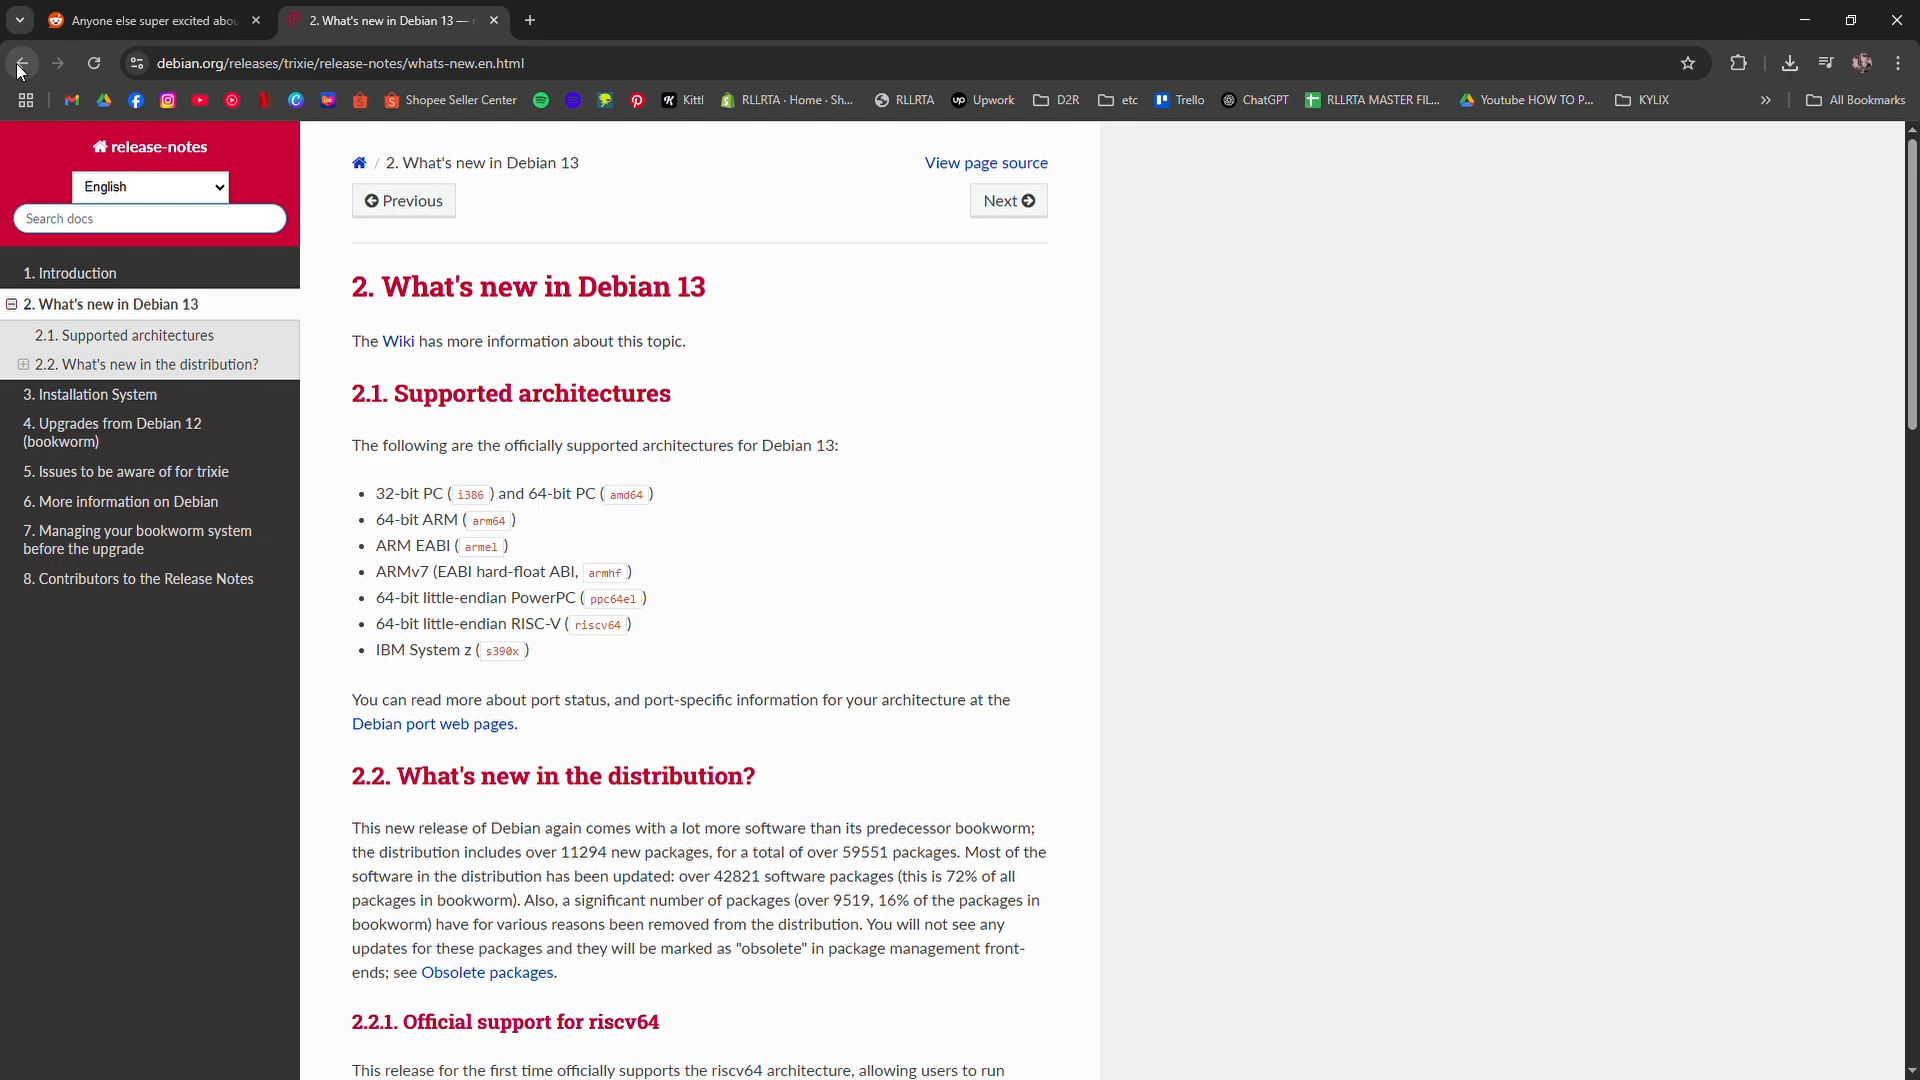 Anyone else super excited abou
2. What's new in Debian 13 —
debian.org/releases/trixie/release-notes/whats-new.en.html
Shopee Seller Center
Kittl
RLLRTA - Home · Sh...
RLLRTA
Upwork
D2R
etc
Trello
ChatGPT
RLLRTA MASTER FIL...
Youtube HOW TO P...
KYLIX
All Bookmarks
release-notes
English
Search docs
1. Introduction
2. What's new in Debian 13
2.1. Supported architectures
2.2. What's new in the distribution?
3. Installation System
4. Upgrades from Debian 12
(bookworm)
5. Issues to be aware of for trixie
6. More information on Debian
7. Managing your bookworm system
before the upgrade
8. Contributors to the Release Notes
/ 2. What's new in Debian 13
View page source
Previous
Next
2. What's new in Debian 13
The Wiki has more information about this topic.
2.1. Supported architectures
The following are the officially supported architectures for Debian 13:
• 32-bit PC ( i386 ) and 64-bit PC ( amd64 )
• 64-bit ARM ( arm64 )
• ARM EABI ( armel )
• ARMv7 (EABI hard-float ABI, armhf )
• 64-bit little-endian PowerPC ( ppc64el )
• 64-bit little-endian RISC-V ( riscv64 )
• IBM System z ( s390x )
You can read more about port status, and port-specific information for your architecture at the
Debian port web pages.
2.2. What's new in the distribution?
This new release of Debian again comes with a lot more software than its predecessor bookworm;
the distribution includes over 11294 new packages, for a total of over 59551 packages. Most of the
software in the distribution has been updated: over 42821 software packages (this is 72% of all
packages in bookworm). Also, a significant number of packages (over 9519, 16% of the packages in
bookworm) have for various reasons been removed from the distribution. You will not see any
updates for these packages and they will be marked as "obsolete" in package management front-
ends; see Obsolete packages.
2.2.1. Official support for riscv64
This release for the first time officially supports the riscv64 architecture, allowing users to run